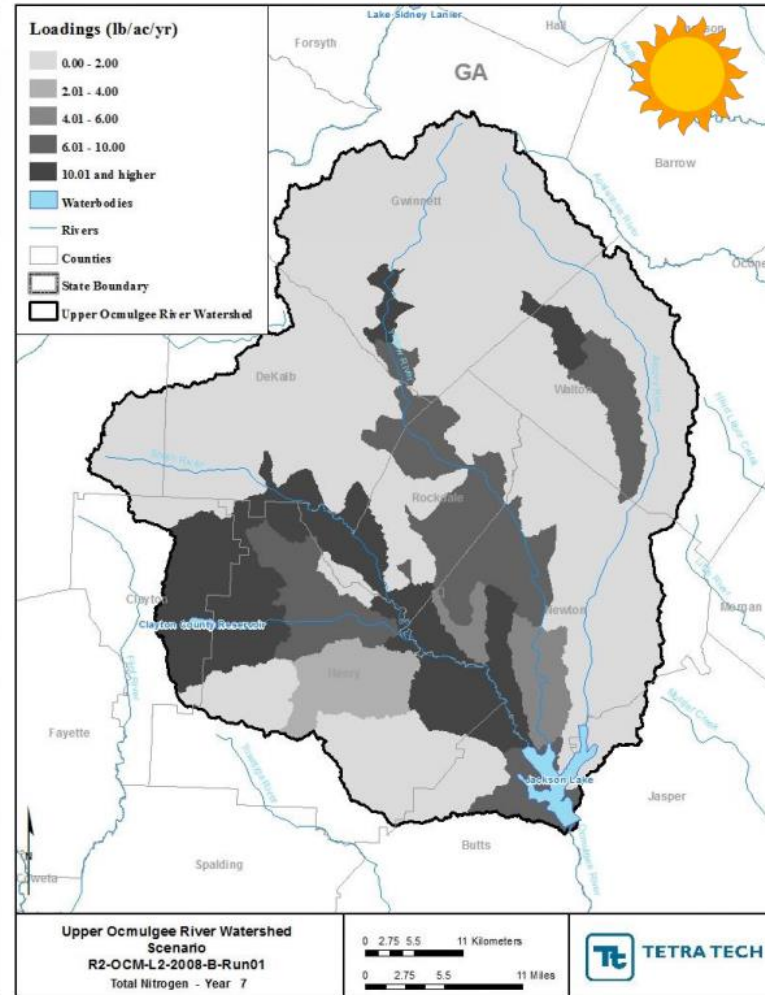 Loadings (lb/ac/yr)
0.00 - 2.00
2.01 - 4.00
4.01 - 6.00
6.01 - 10.00
10.01 and higher
Waterbodies
Rivers
Counties
State Boundary
Upper Ocmulgee River Watershed
Lake Sidney Lanier
Forsyth
Hall
GA
Barrow
Gwinnett
DeKalb
Walton
Rockdale
Clayton
Newton
Morgan
Clayton County Reservoir
Henry
Flint River
Fayette
Jackson Lake
Jasper
Butts
Spalding
Upper Ocmulgee River Watershed
Scenario
R2-OCM-L2-2008-B-Run01
Total Nitrogen - Year 7
0 2.75 5.5 11 Kilometers
0 2.75 5.5 11 Miles
Tt
TETRA TECH